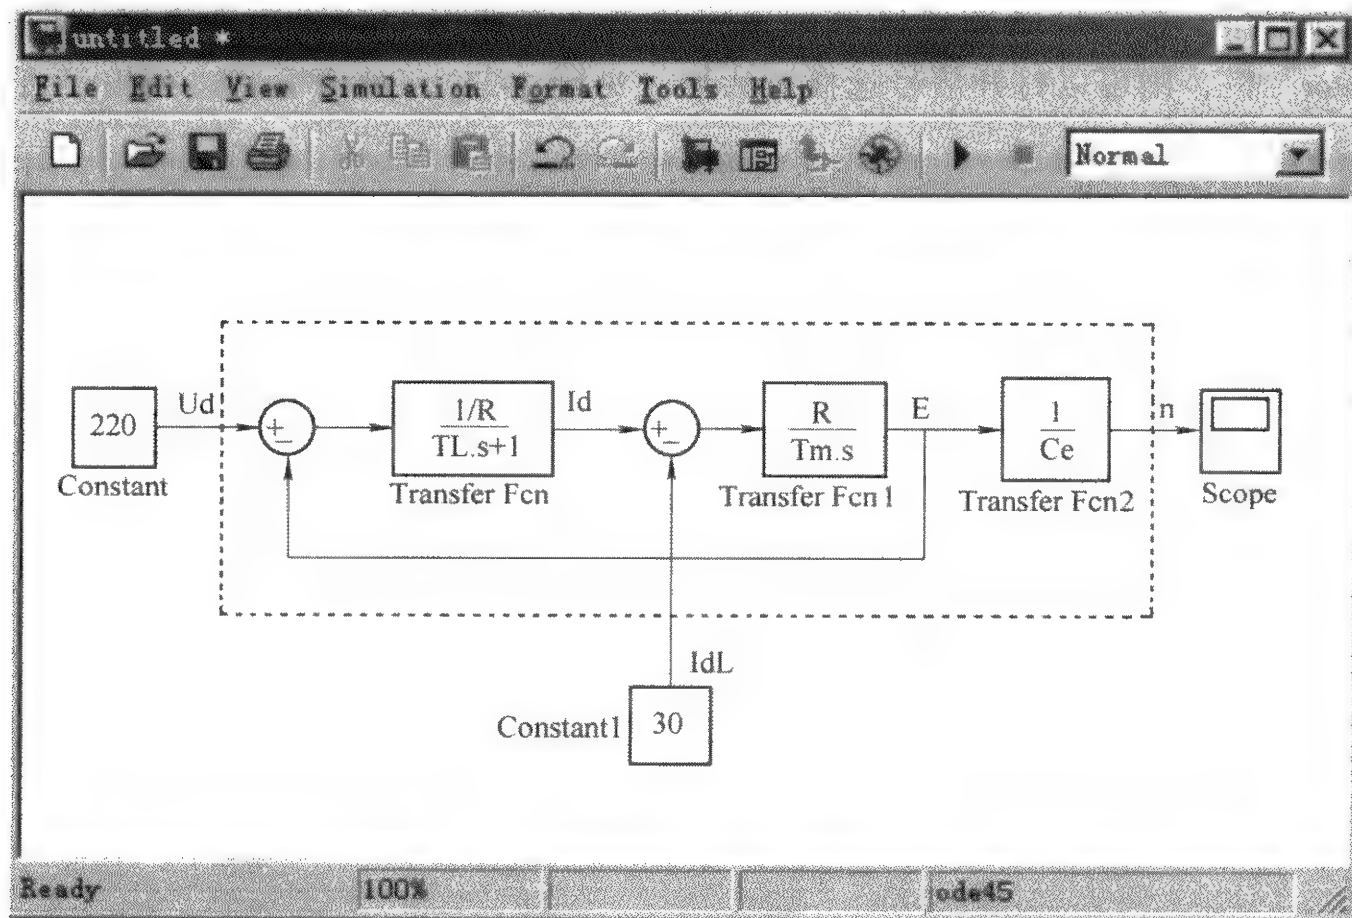 untitled *
File Edit View Simulation Format Tools Help
Normal
220
Constant
Ud
+
−
1/R
TL.s+1
Transfer Fcn
Id
+
−
R
Tm.s
Transfer Fcn1
E
1
Ce
Transfer Fcn2
n
Scope
IdL
Constant1
30
Ready 100% ode45